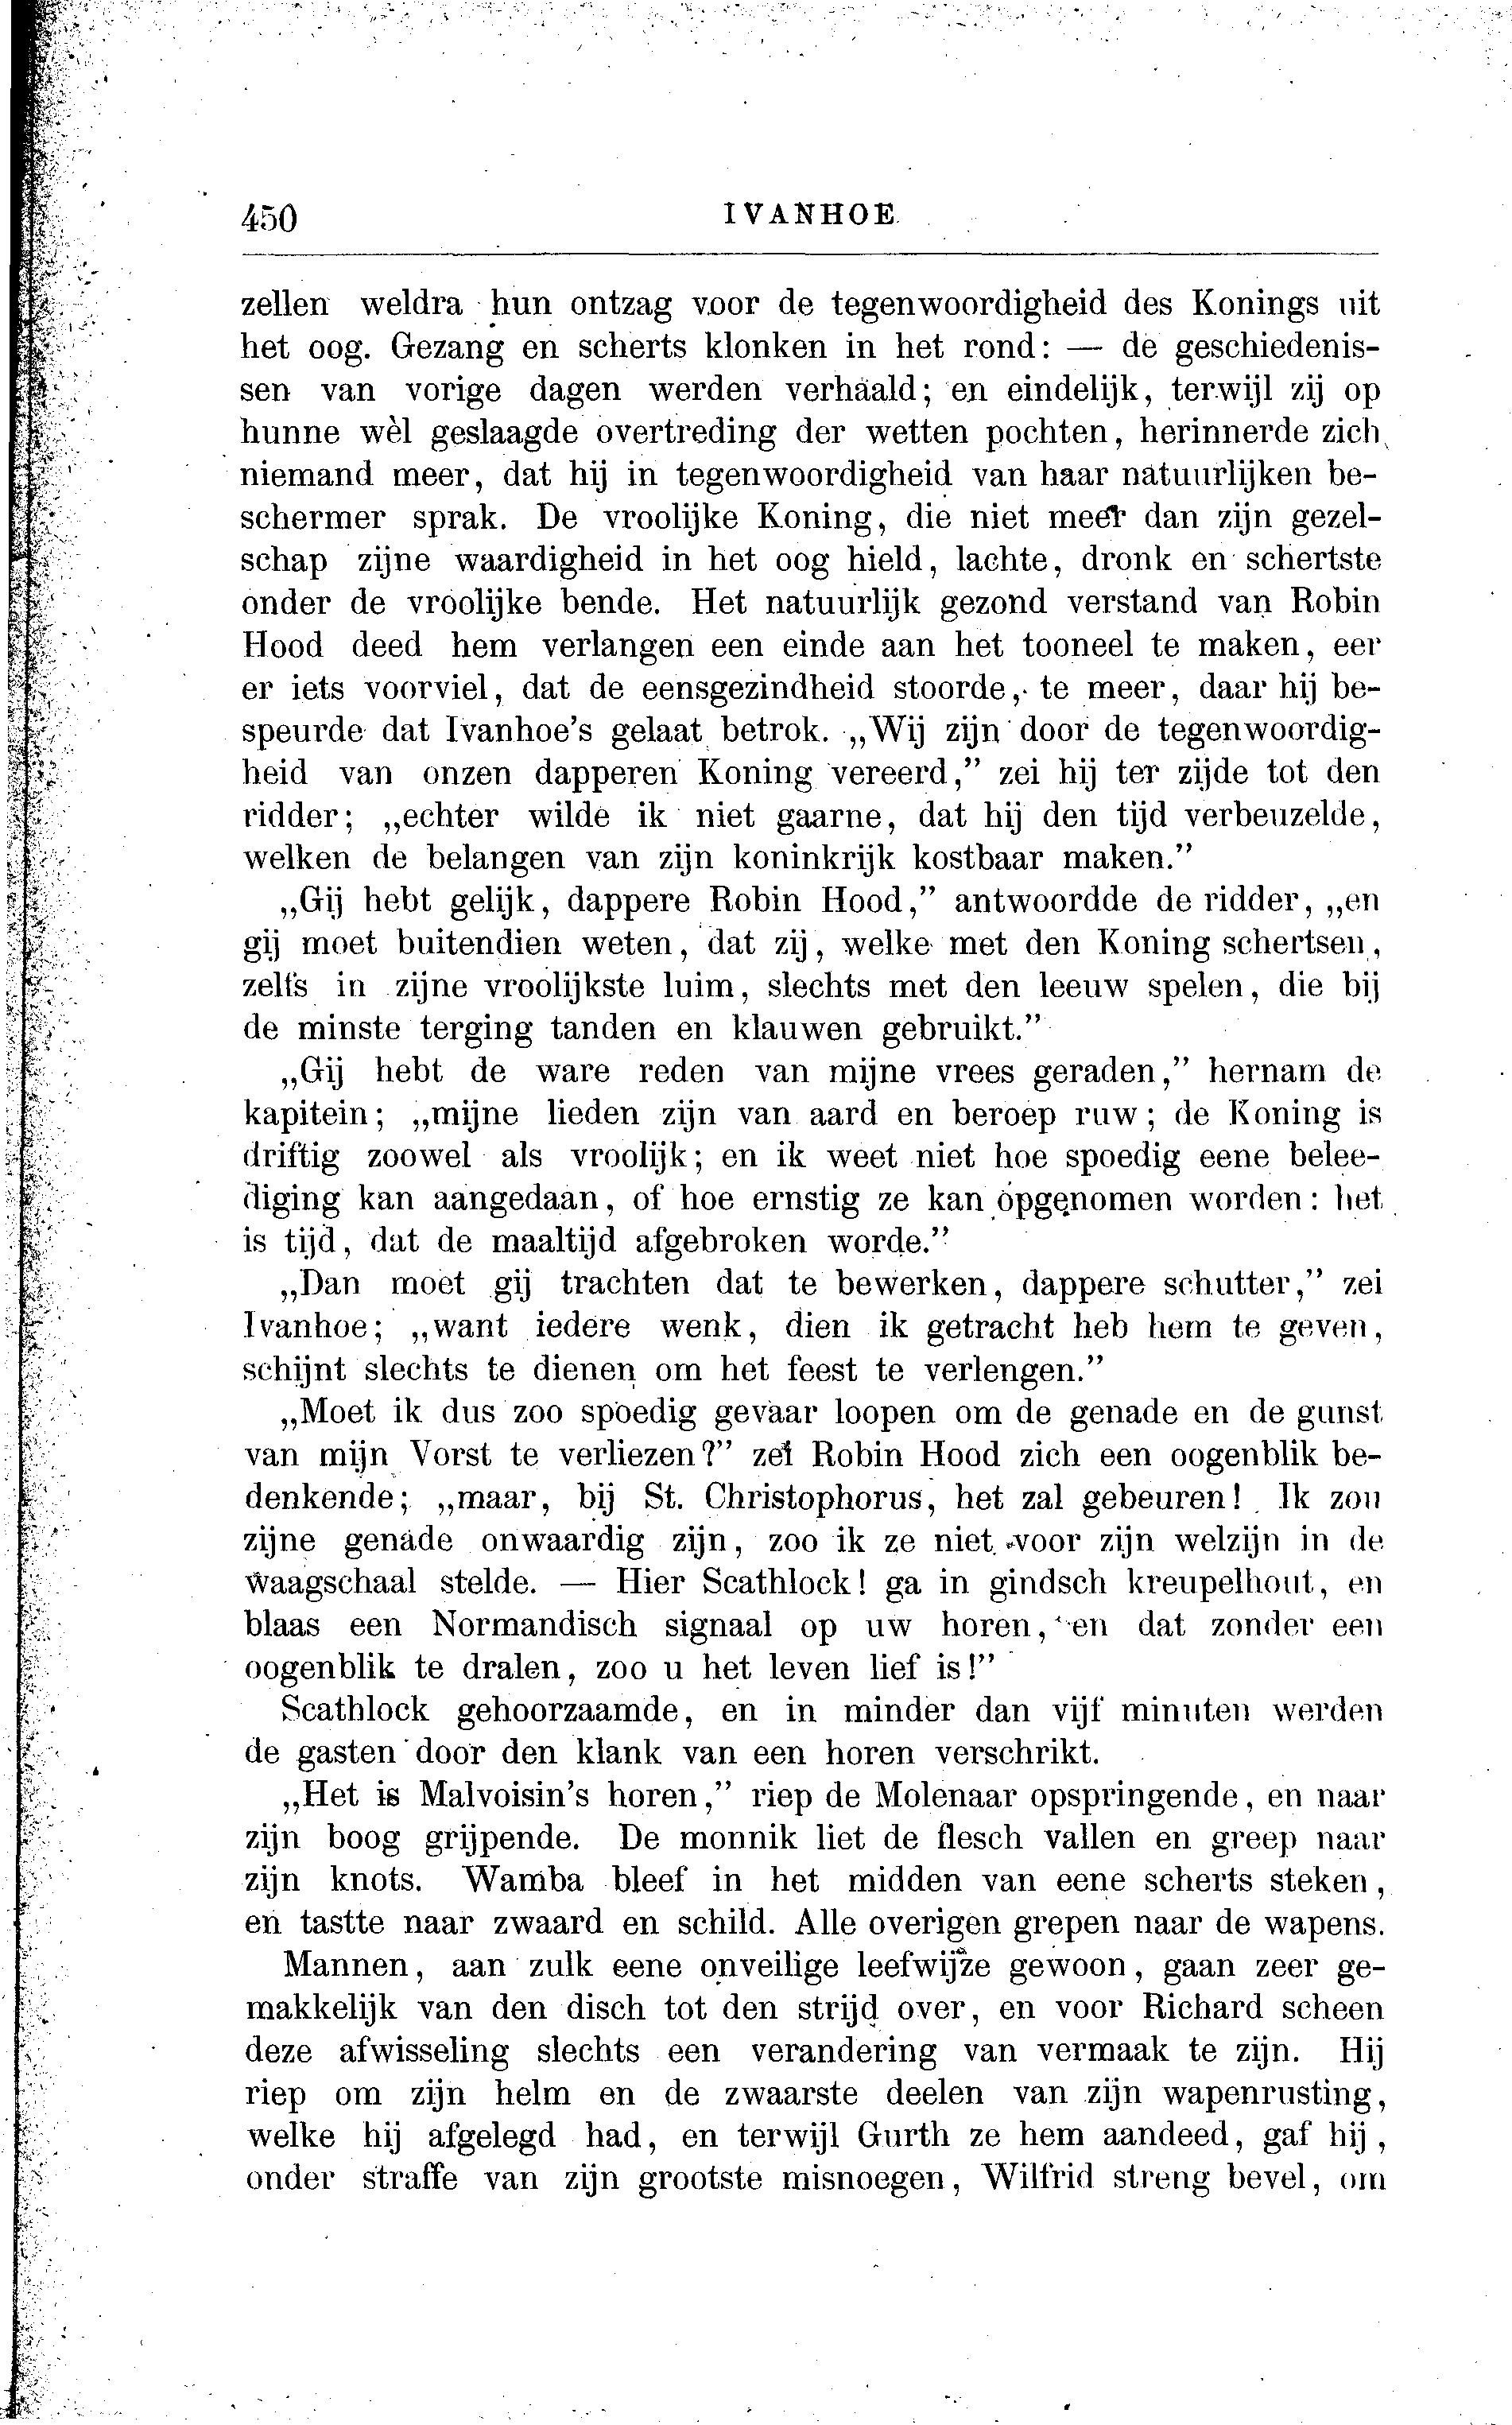 450 IVANHOE.
zellen weldra hun ontzag voor de tegenwoordigheid des Konings uit
het oog. Gezang en scherts klonken in het rond: — de geschiedenis-
sen van vorige dagen werden verhaald; en eindelijk, terwijl zij op
hunne wèl geslaagde overtreding der wetten pochten, herinnerde zich
niemand meer, dat hij in tegenwoordigheid van haar natuurlijken be-
schermer sprak. De vroolijke Koning, die niet meer dan zijn gezel-
schap zijne waardigheid in het oog hield, lachte, dronk en schertste
onder de vroolijke bende. Het natuurlijk gezond verstand van Robin
Hood deed hem verlangen een einde aan het tooneel te maken, eer
er iets voorviel, dat de eensgezindheid stoorde, te meer, daar hij be-
speurde dat Ivanhoe's gelaat betrok. „Wij zijn door de tegenwoordig-
heid van onzen dapperen Koning vereerd,” zei hij ter zijde tot den
ridder; „echter wilde ik niet gaarne, dat hij den tijd verbeuzelde,
welken de belangen van zijn koninkrijk kostbaar maken.”
„Gij hebt gelijk, dappere Robin Hood,” antwoordde de ridder, „en
gij moet buitendien weten, dat zij, welke met den Koning schertsen,
zelfs in zijne vroolijkste luim, slechts met den leeuw spelen, die bij
de minste terging tanden en klauwen gebruikt.”
„Gij hebt de ware reden van mijne vrees geraden,” hernam de
kapitein; „mijne lieden zijn van aard en beroep ruw; de Koning is
driftig zoowel als vroolijk; en ik weet niet hoe spoedig eene belee-
diging kan aangedaan, of hoe ernstig ze kan opgenomen worden: het
is tijd, dat de maaltijd afgebroken worde.”
„Dan moet gij trachten dat te bewerken, dappere schutter,” zei
Ivanhoe; „want iedere wenk, dien ik getracht heb hem te geven,
schijnt slechts te dienen om het feest te verlengen.”
„Moet ik dus zoo spoedig gevaar loopen om de genade en de gunst
van mijn Vorst te verliezen?” zei Robin Hood zich een oogenblik be-
denkende; „maar, bij St. Christophorus, het zal gebeuren! Ik zou
zijne genade onwaardig zijn, zoo ik ze niet voor zijn welzijn in de
waagschaal stelde. — Hier Scathlock! ga in gindsch kreupelhout, en
blaas een Normandisch signaal op uw horen, en dat zonder een
oogenblik te dralen, zoo u het leven lief is!”
Scathlock gehoorzaamde, en in minder dan vijf minuten werden
de gasten door den klank van een horen verschrikt.
„Het is Malvoisin's horen,” riep de Molenaar opspringende, en naar
zijn boog grijpende. De monnik liet de flesch vallen en greep naar
zijn knots. Wamba bleef in het midden van eene scherts steken,
en tastte naar zwaard en schild. Alle overigen grepen naar de wapens.
Mannen, aan zulk eene onveilige leefwijze gewoon, gaan zeer ge-
makkelijk van den disch tot den strijd over, en voor Richard scheen
deze afwisseling slechts een verandering van vermaak te zijn. Hij
riep om zijn helm en de zwaarste deelen van zijn wapenrusting,
welke hij afgelegd had, en terwijl Gurth ze hem aandeed, gaf hij,
onder straffe van zijn grootste misnoegen, Wilfrid streng bevel, om